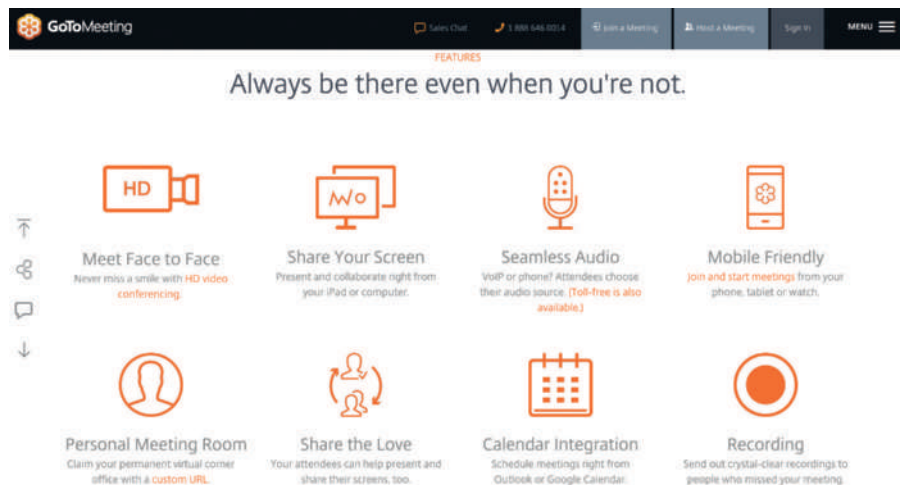 GoToMeeting
Sales Chat
1 888 646 0014
Join a Meeting
Host a Meeting
Sign In
MENU
FEATURES
Always be there even when you're not.
HD
Meet Face to Face
Never miss a smile with HD video
conferencing.
Share Your Screen
Present and collaborate right from
your iPad or computer.
Seamless Audio
VoIP or phone? Attendees choose
their audio source. (Toll-free is also
available.)
Mobile Friendly
Join and start meetings from your
phone, tablet or watch.
Personal Meeting Room
Claim your permanent virtual corner
office with a custom URL.
Share the Love
Your attendees can help present and
share their screens, too.
Calendar Integration
Schedule meetings right from
Outlook or Google Calendar.
Recording
Send out crystal-clear recordings to
people who missed your meeting.